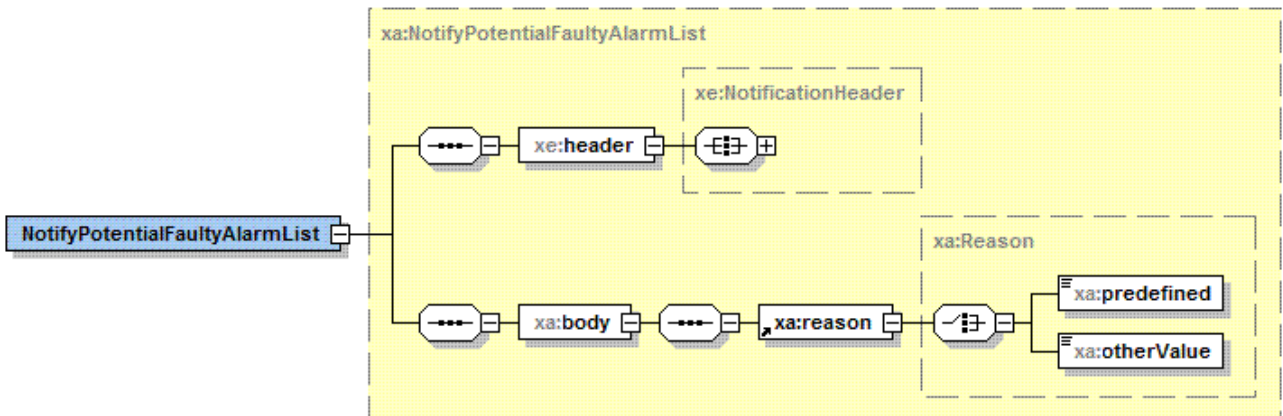 xa:NotifyPotentialFaultyAlarmList
xe:NotificationHeader
xe:header
NotifyPotentialFaultyAlarmList
xa:Reason
xa:predefined
xa:body
xa:reason
xa:otherValue